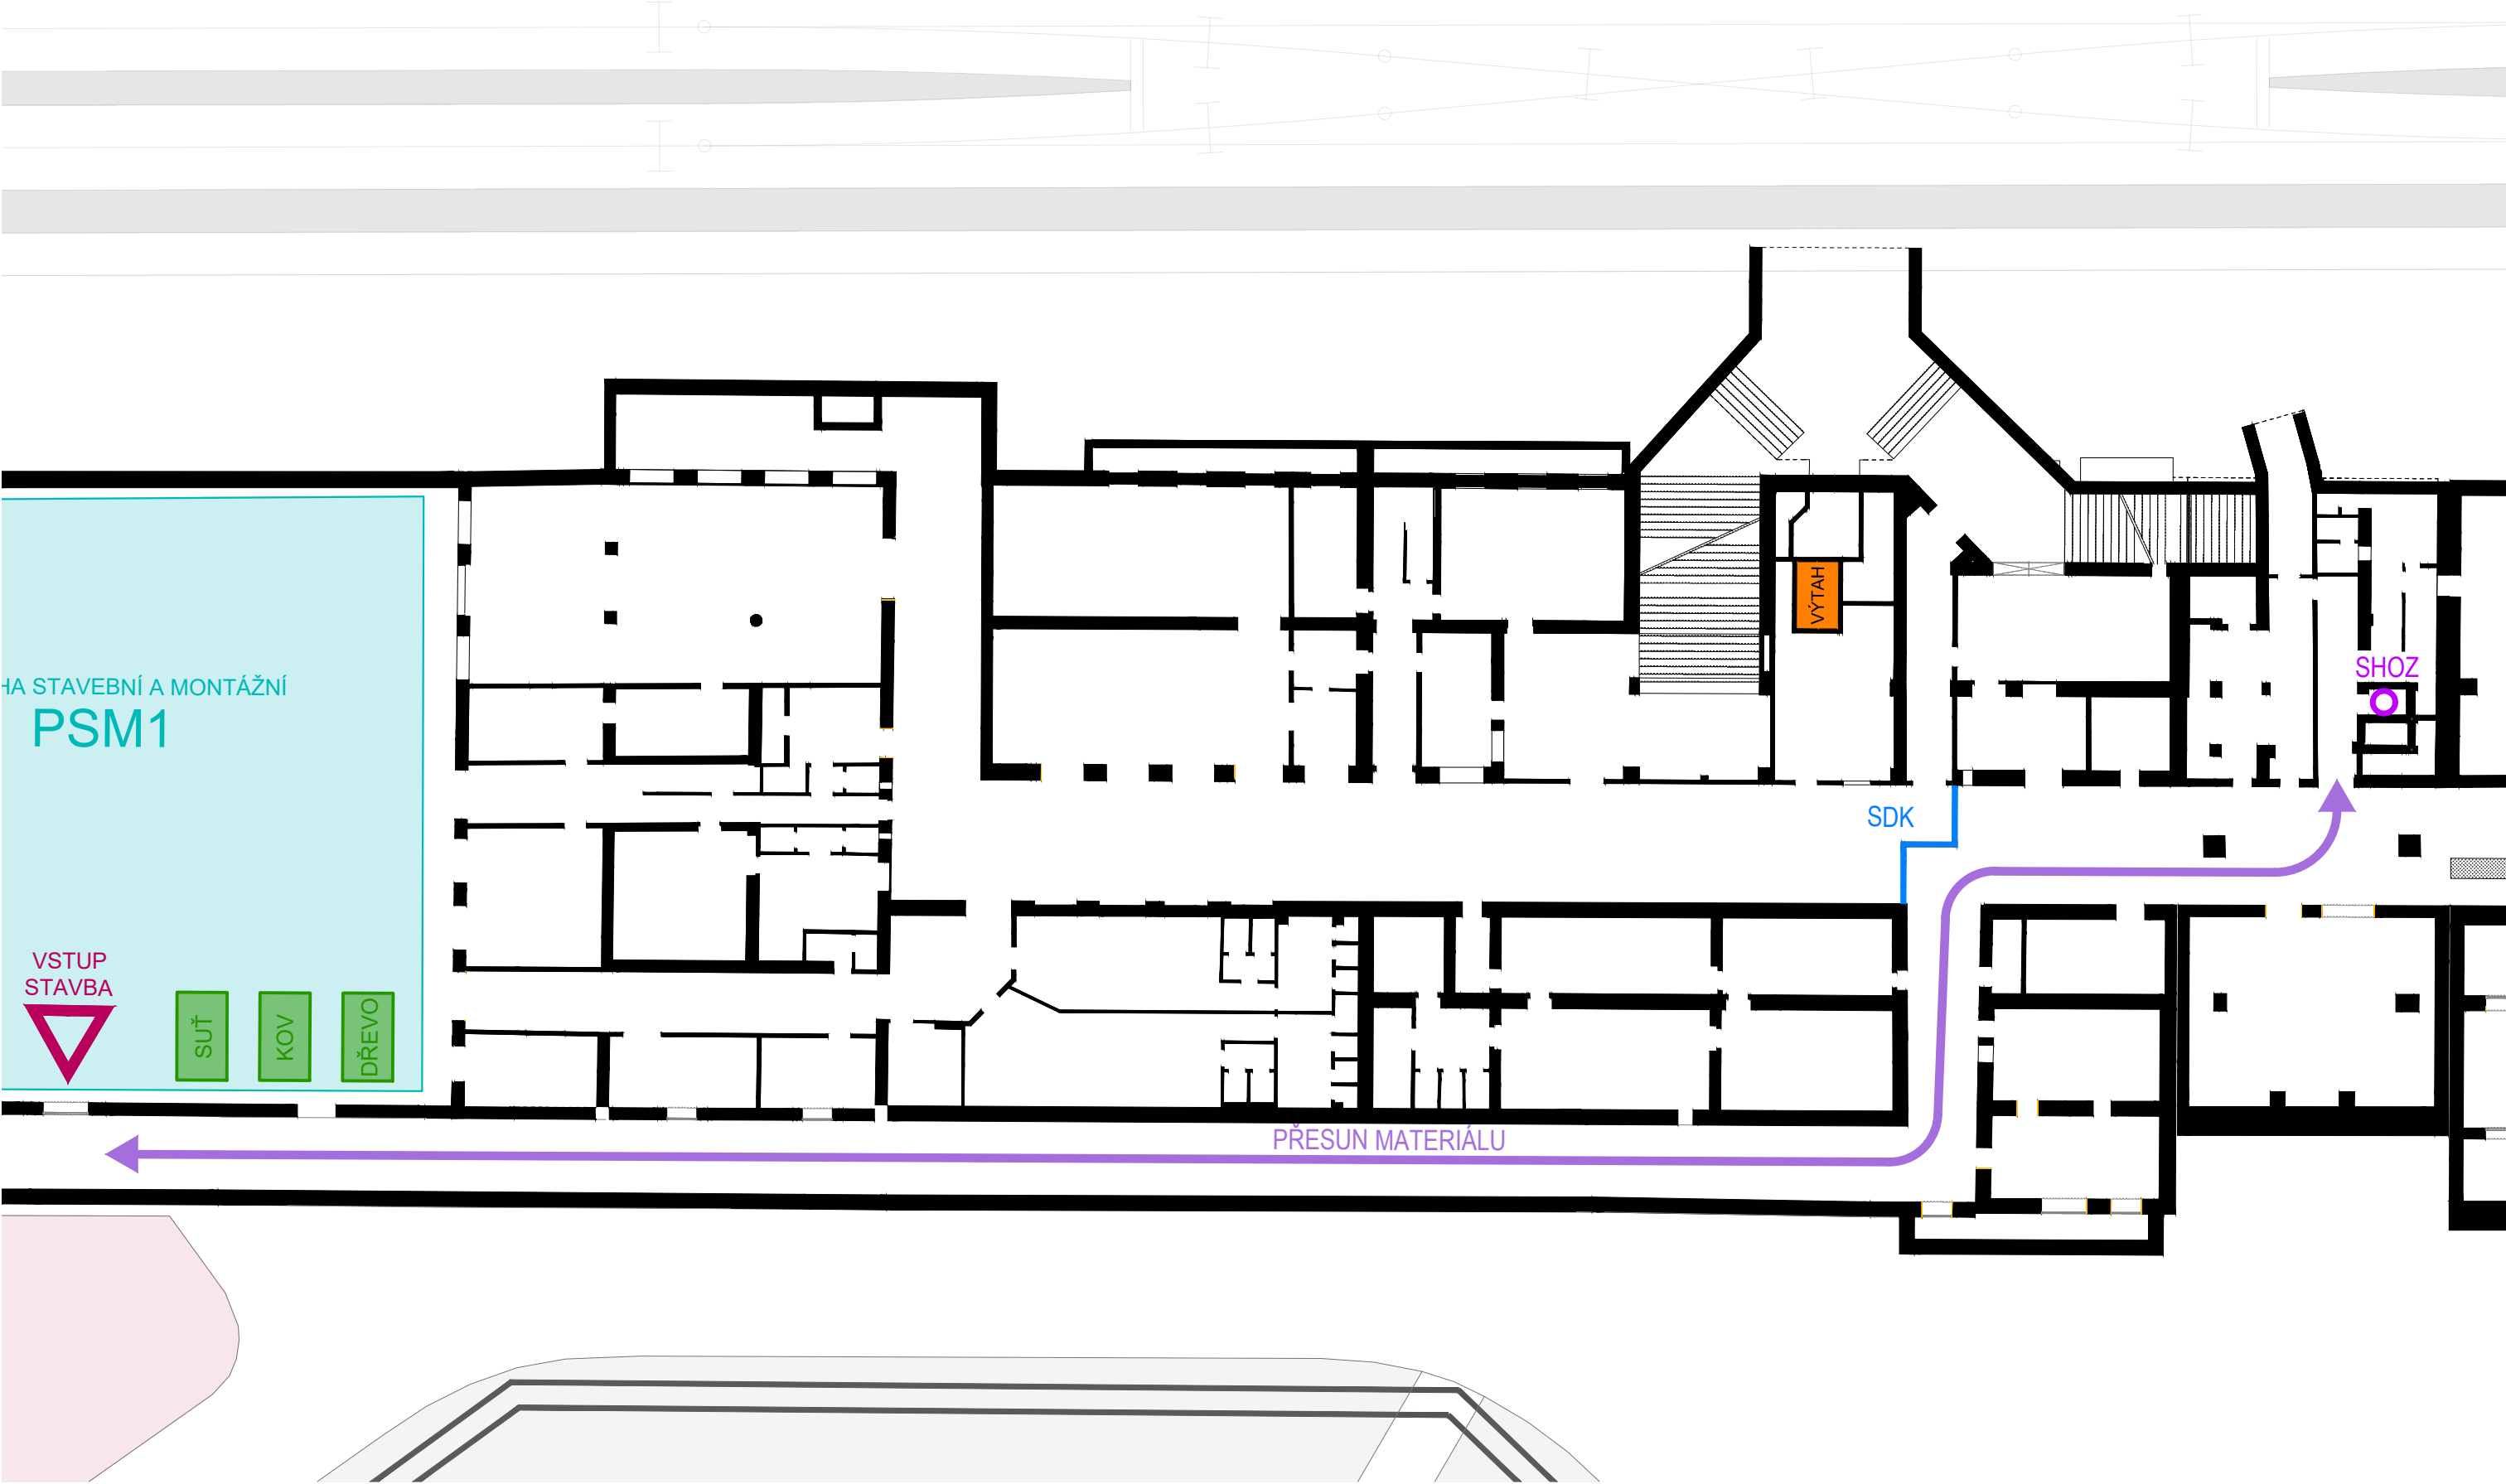 VÝTAH
HA STAVEBNÍ A MONTÁŽNÍ
PSM1
SHOZ
SDK
VSTUP
STAVBA
SUŤ
KOV
DŘEVO
PŘESUN MATERIÁLU